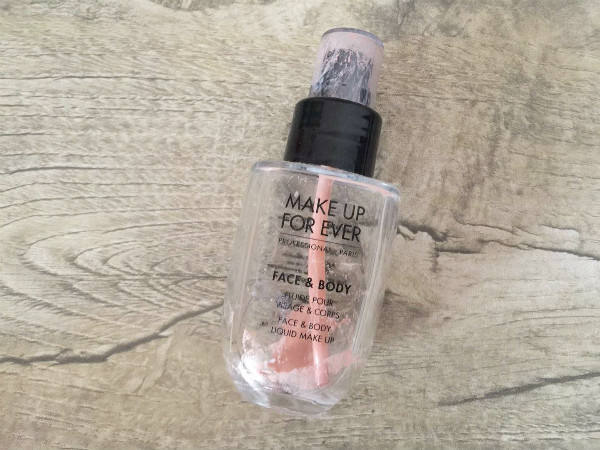 MAKE UP
FOR EVER
PROFESSIONAL PARIS
FACE & BODY
FLUIDE POUR
VISAGE & CORPS
FACE & BODY
LIQUID MAKE UP